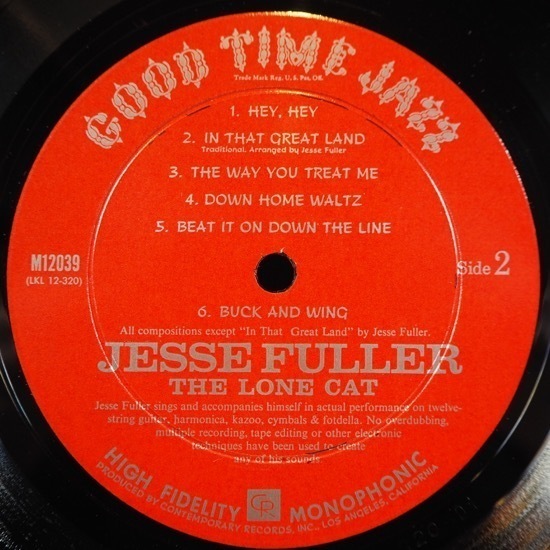 GOOD TIME JAZZ
Trade Mark Reg. U. S. Pat. Off.
1. HEY, HEY
2. IN THAT GREAT LAND
Traditional. Arranged by Jesse Fuller
3. THE WAY YOU TREAT ME
4. DOWN HOME WALTZ
5. BEAT IT ON DOWN THE LINE
M12039
(LKL 12-320)
Side 2
6. BUCK AND WING
All compositions except "In That Great Land" by Jesse Fuller.
JESSE FULLER
THE LONE CAT
Jesse Fuller sings and accompanies himself in actual performance on twelve-
string guitar, harmonica, kazoo, cymbals & fotdella. No overdubbing,
multiple recording, tape editing or other electronic
techniques have been used to create
any of his sounds
HIGH FIDELITY MONOPHONIC
PRODUCED BY CONTEMPORARY RECORDS, INC., LOS ANGELES, CALIFORNIA